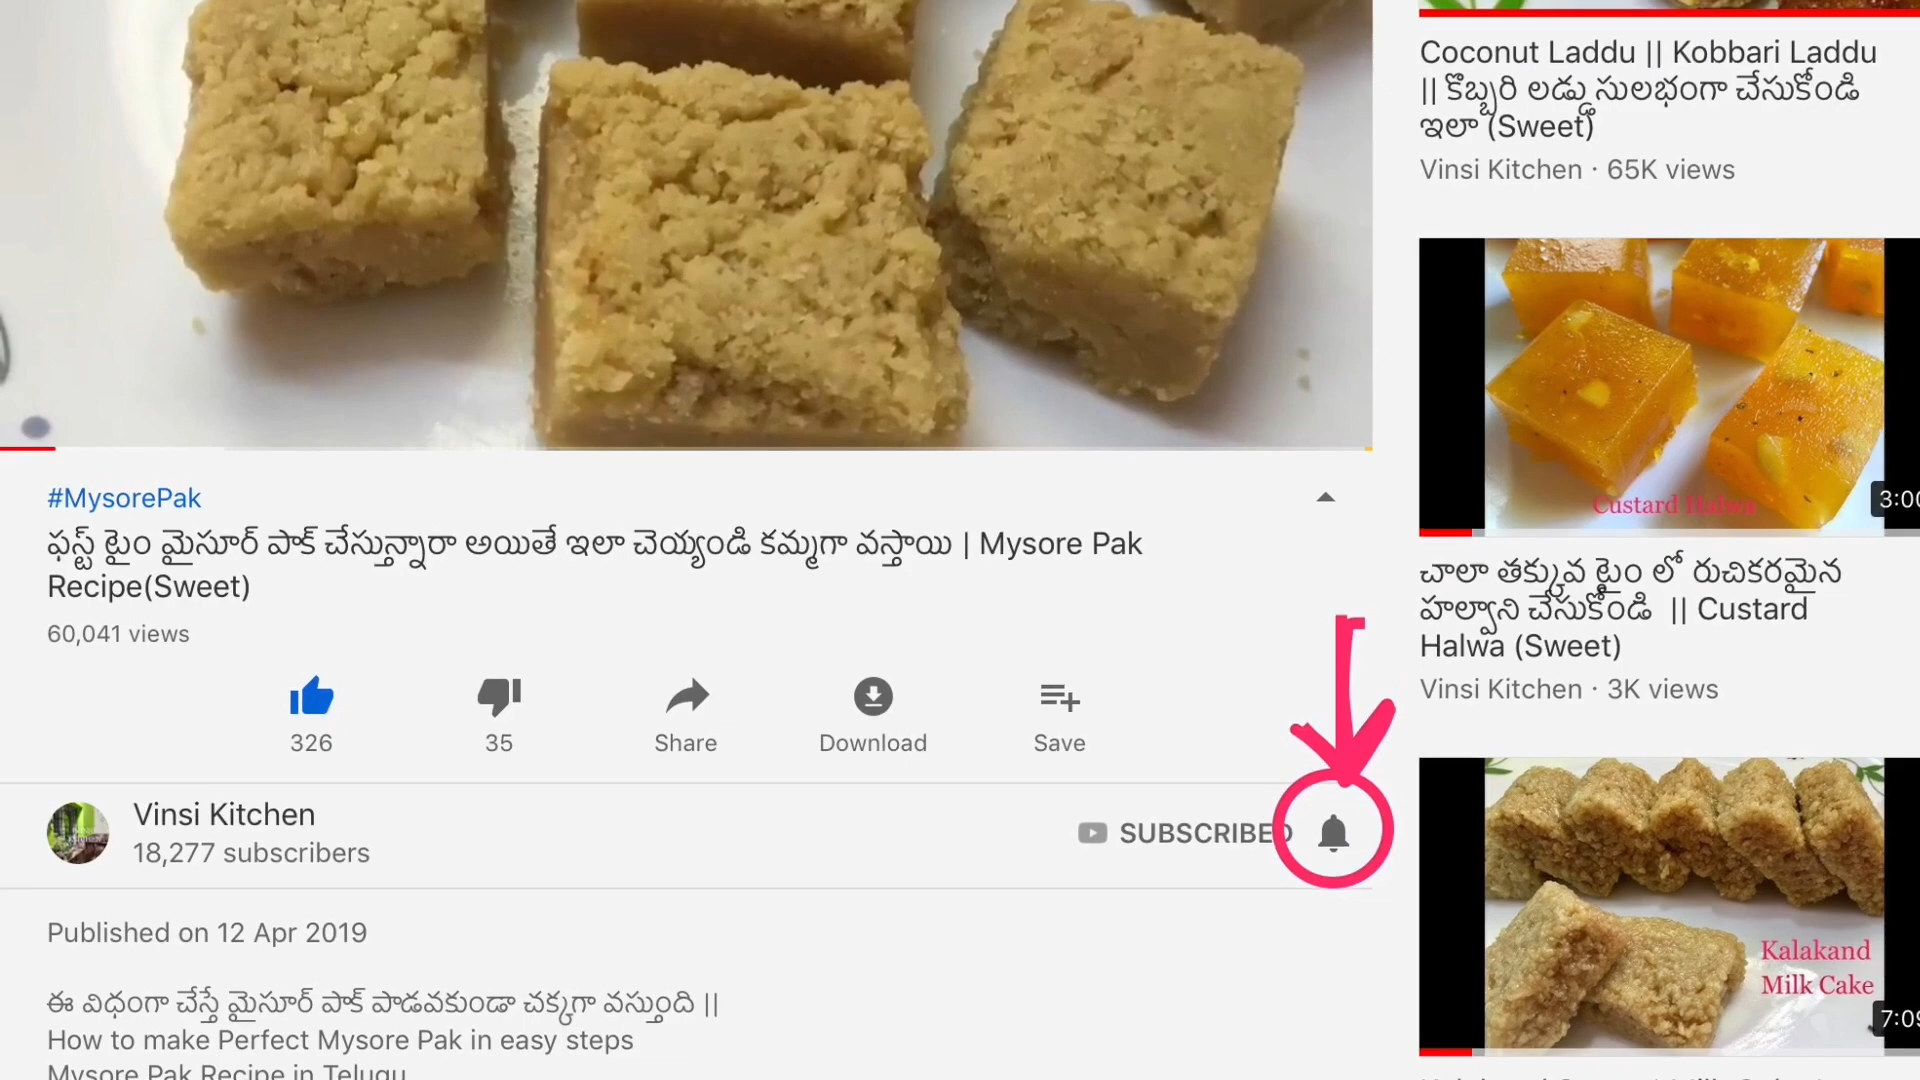 #MysorePak
ఫస్ట్ టైం మైసూర్ పాక్ చేస్తున్నారా అయితే ఇలా చెయ్యండి కమ్మగా వస్తాయి | Mysore Pak
Recipe(Sweet)
60,041 views
326
35
Share
Download
Save
Vinsi Kitchen
18,277 subscribers
SUBSCRIBED
Published on 12 Apr 2019
ఈ విధంగా చేస్తే మైసూర్ పాక్ పాడవకుండా చక్కగా వస్తుంది ||
How to make Perfect Mysore Pak in easy steps
Mysore Pak Recipe in Telugu
Coconut Laddu || Kobbari Laddu
|| కొబ్బరి లడ్డు సులభంగా చేసుకోండి
ఇలా (Sweet)
Vinsi Kitchen · 65K views
Custard Halwa
3:00
చాలా తక్కువ టైం లో రుచికరమైన
హల్వాని చేసుకోండి || Custard
Halwa (Sweet)
Vinsi Kitchen · 3K views
Kalakand
Milk Cake
7:09